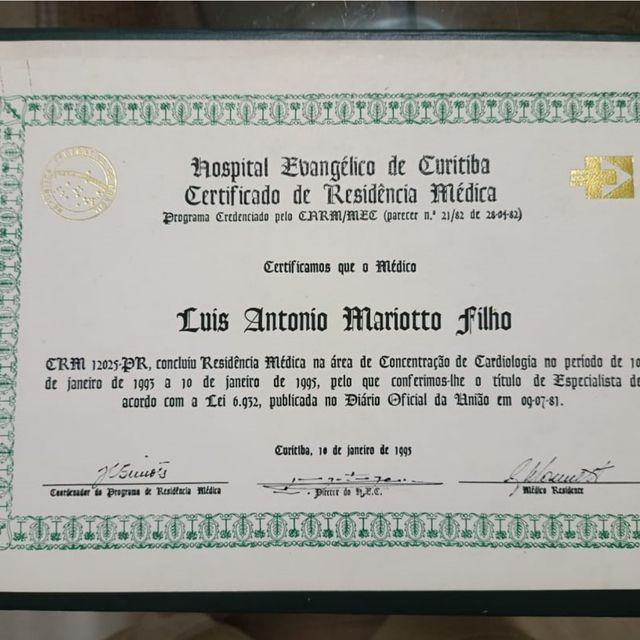 Hospital Evangélico de Curitiba
Certificado de Residência Médica
Programa Credenciado pelo CNRM/MEC (parecer n.º 21/82 de 28-04-82)
Certificamos que o Médico
Luis Antonio Mariotto Filho
CRM 12025-PR, concluiu Residência Médica na área de Concentração de Cardiologia no período de 10
de janeiro de 1993 a 10 de janeiro de 1995, pelo que conferimos-lhe o título de Especialista de
acordo com a Lei 6.932, publicada no Diário Oficial da União em 09-07-81.
Curitiba, 10 de janeiro de 1995
Coordenador do Programa de Residência Médica
Diretor do H.E.C.
Médico Residente